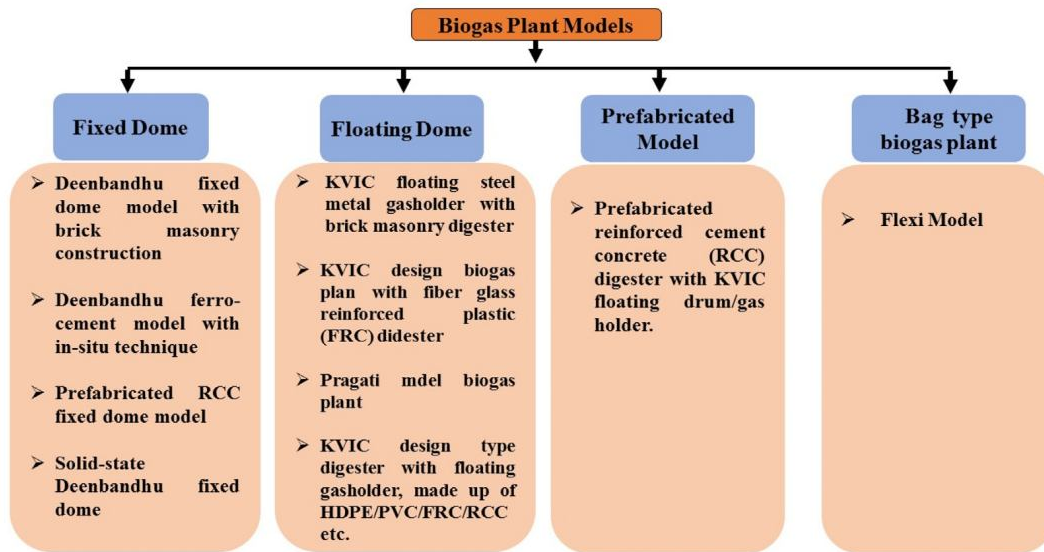 Biogas Plant Models
Fixed Dome
➢ Deenbandhu fixed
dome model with
brick masonry
construction
➢ Deenbandhu ferro-
cement model with
in-situ technique
➢ Prefabricated RCC
fixed dome model
➢ Solid-state
Deenbandhu fixed
dome
Floating Dome
➢ KVIC floating steel
metal gasholder with
brick masonry digester
➢ KVIC design biogas
plan with fiber glass
reinforced plastic
(FRC) didester
➢ Pragati mdel biogas
plant
➢ KVIC design type
digester with floating
gasholder, made up of
HDPE/PVC/FRC/RCC
etc.
Prefabricated
Model
➢ Prefabricated
reinforced cement
concrete (RCC)
digester with KVIC
floating drum/gas
holder.
Bag type
biogas plant
➢ Flexi Model